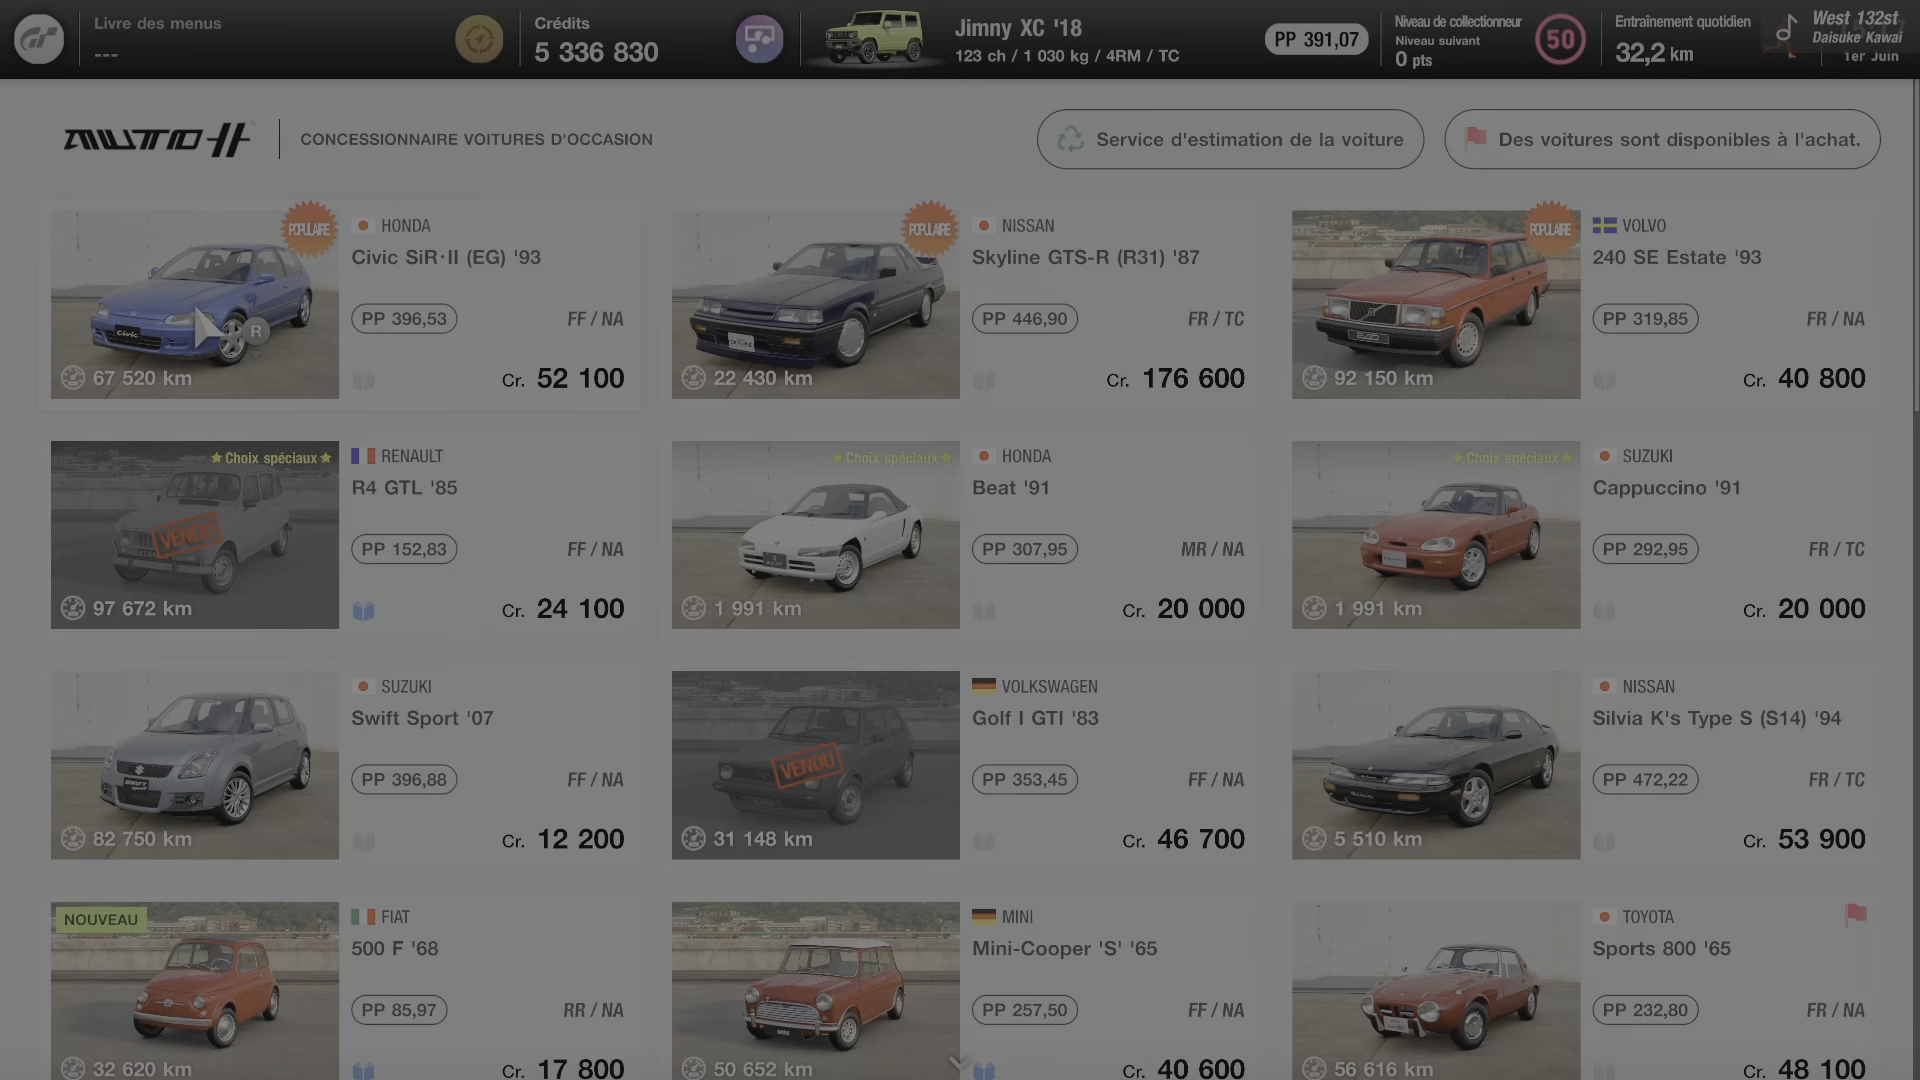 Livre des menus
---
Crédits
5 336 830
Jimny XC '18
123 ch / 1 030 kg / 4RM / TC
PP 391,07
Niveau de collectionneur
Niveau suivant
0 pts
50
Entraînement quotidien
32,2 km
West 132st
Daisuke Kawai
1er Juin
AUTO
CONCESSIONNAIRE VOITURES D'OCCASION
Service d'estimation de la voiture
Des voitures sont disponibles à l'achat.
POPULAIRE
HONDA
Civic SiR·II (EG) '93
PP 396,53
FF / NA
R
67 520 km
Cr. 52 100
POPULAIRE
NISSAN
Skyline GTS-R (R31) '87
PP 446,90
FR / TC
22 430 km
Cr. 176 600
POPULAIRE
VOLVO
240 SE Estate '93
PP 319,85
FR / NA
92 150 km
Cr. 40 800
Choix spéciaux
RENAULT
R4 GTL '85
VENDU
PP 152,83
FF / NA
97 672 km
Cr. 24 100
Choix spéciaux
HONDA
Beat '91
PP 307,95
MR / NA
1 991 km
Cr. 20 000
Choix spéciaux
SUZUKI
Cappuccino '91
PP 292,95
FR / TC
1 991 km
Cr. 20 000
SUZUKI
Swift Sport '07
PP 396,88
FF / NA
82 750 km
Cr. 12 200
VOLKSWAGEN
Golf I GTI '83
VENDU
PP 353,45
FF / NA
31 148 km
Cr. 46 700
NISSAN
Silvia K's Type S (S14) '94
PP 472,22
FR / TC
5 510 km
Cr. 53 900
NOUVEAU
FIAT
500 F '68
PP 85,97
RR / NA
32 620 km
Cr. 17 800
MINI
Mini-Cooper 'S' '65
PP 257,50
FF / NA
50 652 km
Cr. 40 600
TOYOTA
Sports 800 '65
PP 232,80
FR / NA
56 616 km
Cr. 48 100